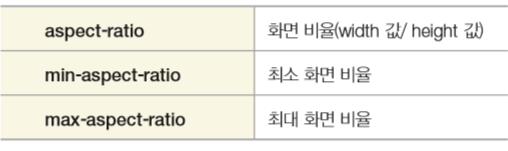 aspect-ratio 화면 비율(width 값/ height 값)
min-aspect-ratio 최소 화면 비율
max-aspect-ratio 최대 화면 비율